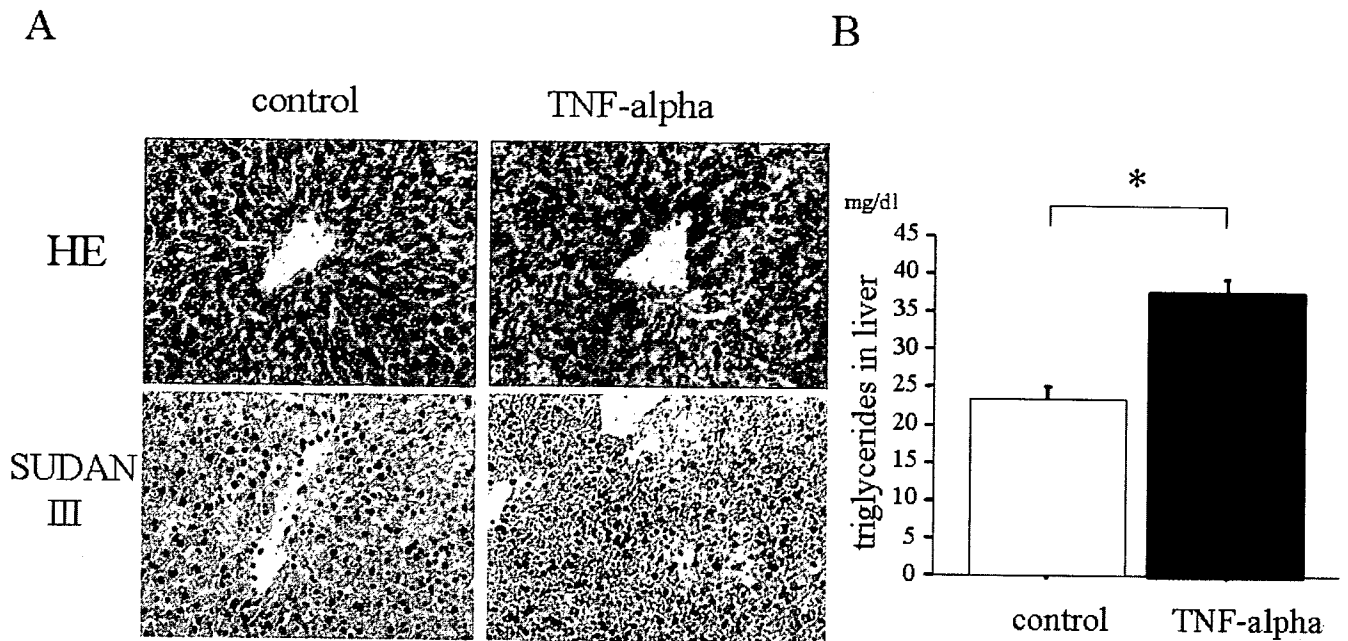 A
control
TNF-alpha
HE
SUDAN
III
B
*
mg/dl
triglycerides in liver
45
40
35
30
25
20
15
10
5
0
control
TNF-alpha